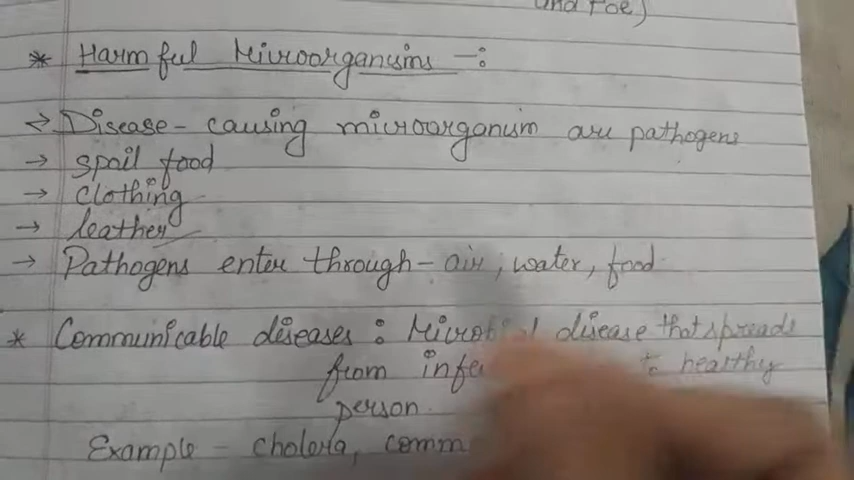 and Foe)
* Harmful Microorganisms -:
→ Disease - causing microorganism are pathogens
→ spoil food
→ clothing
→ leather
→ Pathogens enter through - air, water, food
* Communicable diseases : Microbial disease that spreads
from to healthy
person.
Example - cholera,